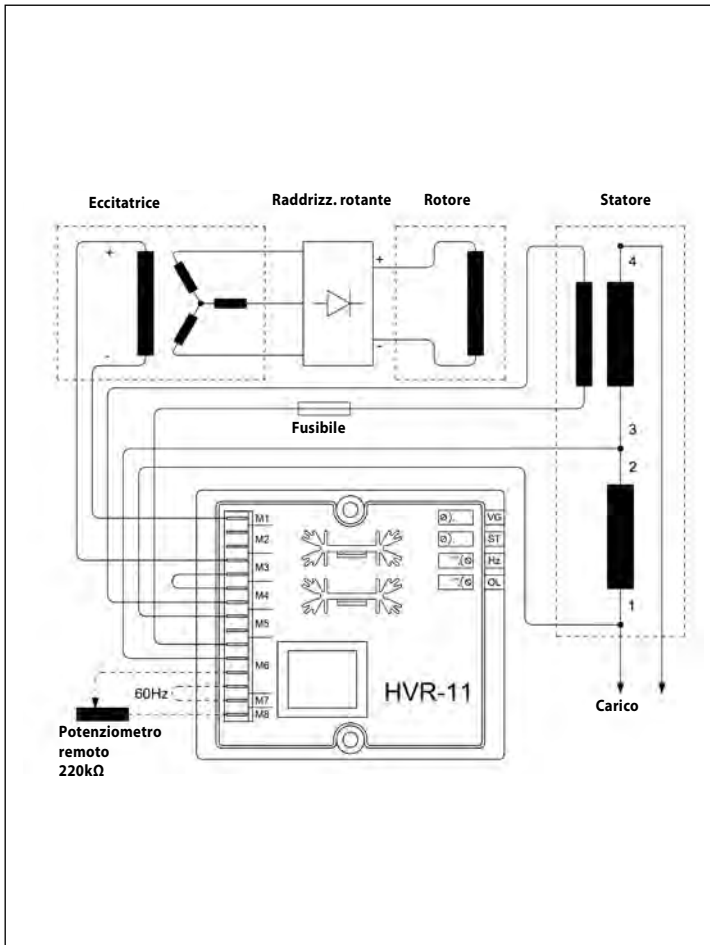 Eccitatrice
Raddrizz. rotante
Rotore
Statore
+
-
+
-
4
3
2
1
Fusibile
M1
M2
M3
M4
M5
M6
M7
M8
VG
ST
Hz
OL
60Hz
HVR-11
Potenziometro
remoto
220kΩ
Carico